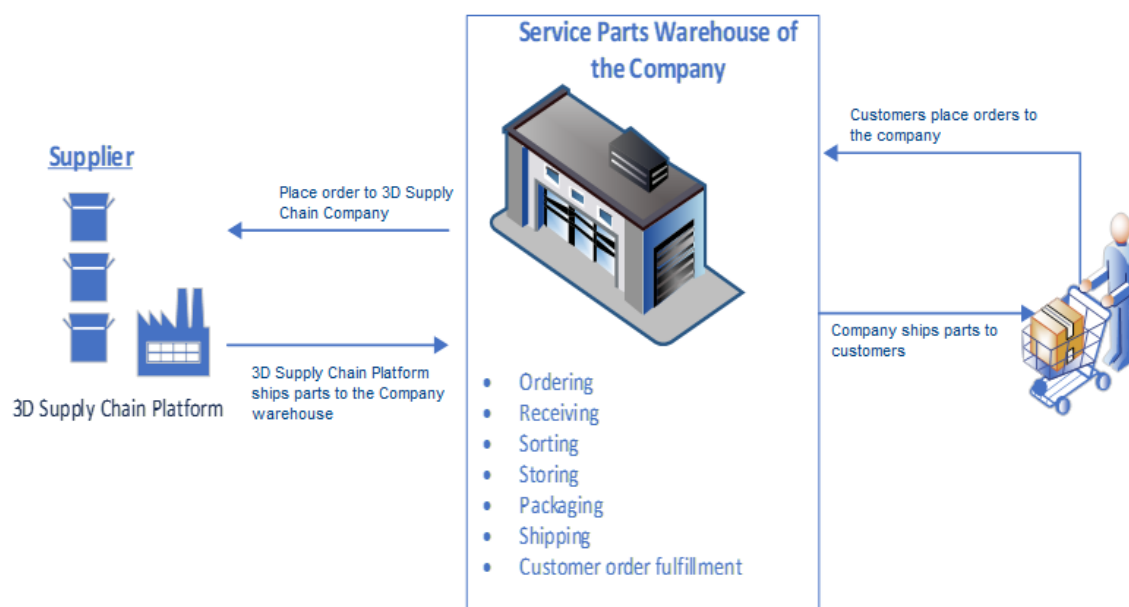 Service Parts Warehouse of
the Company
Customers place orders to
the company
Supplier
Place order to 3D Supply
Chain Company
Company ships parts to
customers
3D Supply Chain Platform
ships parts to the Company
warehouse
3D Supply Chain Platform
• Ordering
• Receiving
• Sorting
• Storing
• Packaging
• Shipping
• Customer order fulfillment